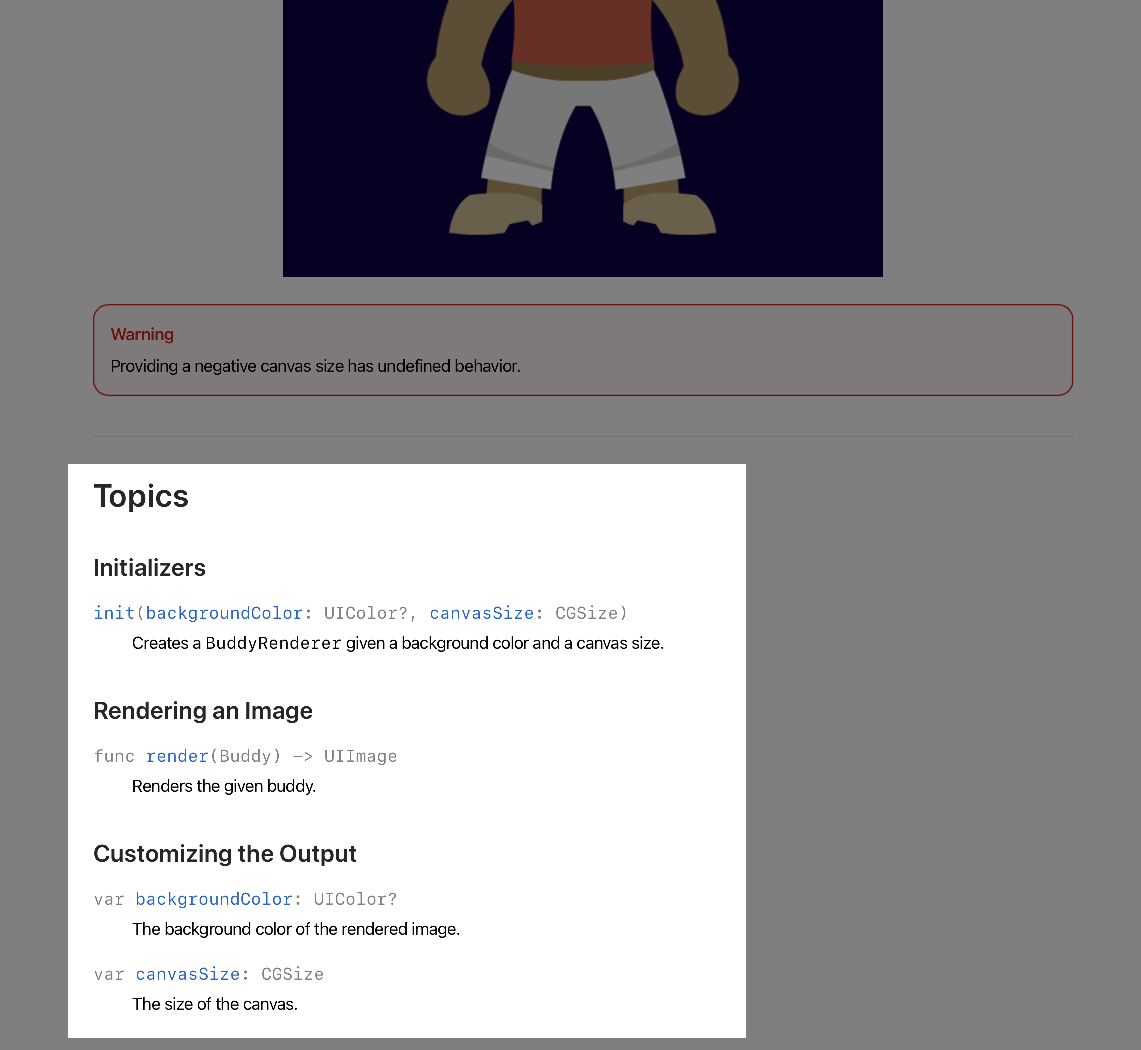 Warning
Providing a negative canvas size has undefined behavior.
Topics
Initializers
init(backgroundColor: UIColor?, canvasSize: CGSize)
Creates a BuddyRenderer given a background color and a canvas size.
Rendering an Image
func render(Buddy) -> UIImage
Renders the given buddy.
Customizing the Output
var backgroundColor: UIColor?
The background color of the rendered image.
var canvasSize: CGSize
The size of the canvas.